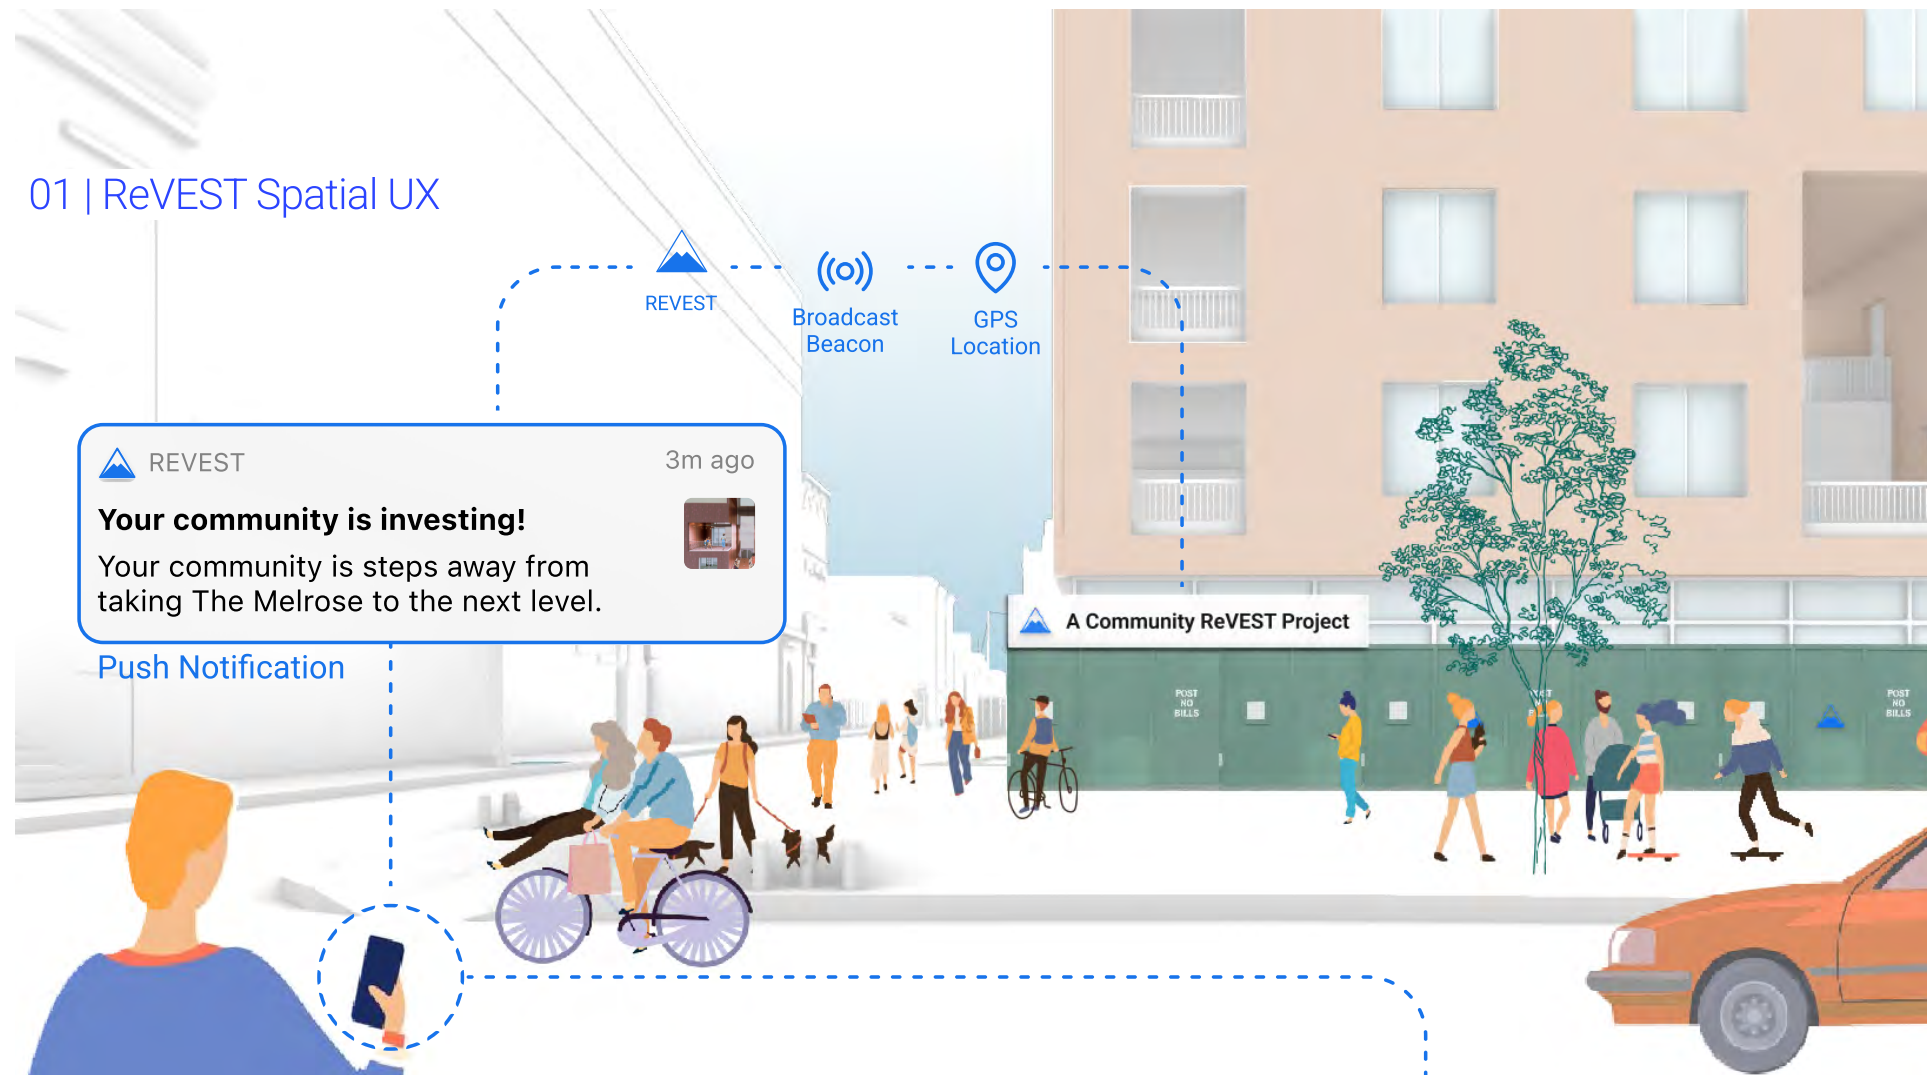 01 | ReVEST Spatial UX
REVEST
Broadcast
Beacon
GPS
Location
REVEST
3m ago
Your community is investing!
Your community is steps away from
taking The Melrose to the next level.
Push Notification
A Community ReVEST Project
POST
NO
BILLS
POST
NO
BILLS